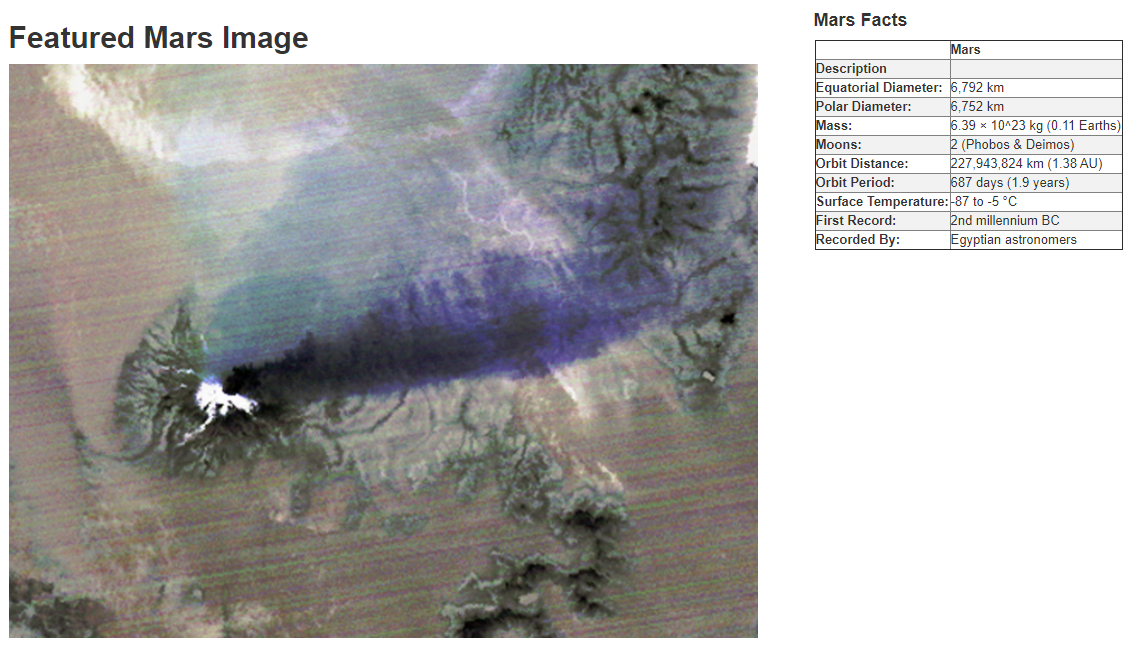 Featured Mars Image
Mars Facts
Mars
Description
Equatorial Diameter: 6,792 km
Polar Diameter: 6,752 km
Mass: 6.39 × 10^23 kg (0.11 Earths)
Moons: 2 (Phobos & Deimos)
Orbit Distance: 227,943,824 km (1.38 AU)
Orbit Period: 687 days (1.9 years)
Surface Temperature: -87 to -5 °C
First Record: 2nd millennium BC
Recorded By: Egyptian astronomers